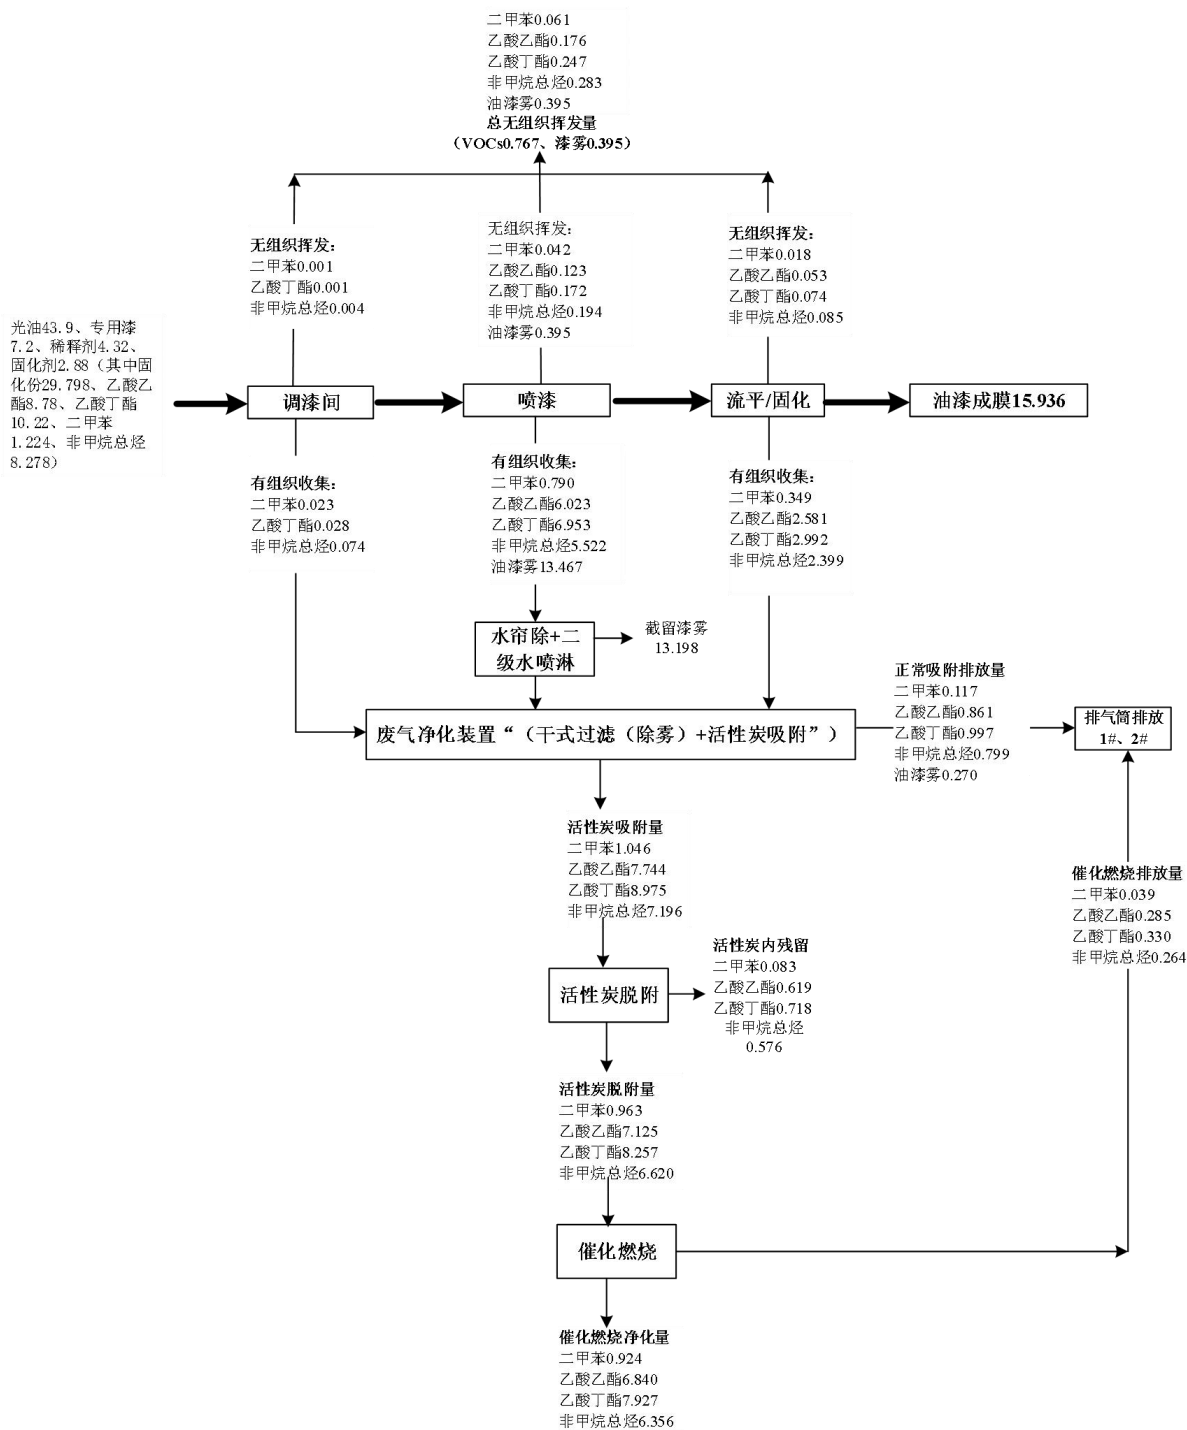 二甲苯0.061
乙酸乙酯0.176
乙酸丁酯0.247
非甲烷总烃0.283
油漆雾0.395
总无组织挥发量
（VOCs0.767、漆雾0.395）
无组织挥发：
二甲苯0.001
乙酸丁酯0.001
非甲烷总烃0.004
无组织挥发：
二甲苯0.042
乙酸乙酯0.123
乙酸丁酯0.172
非甲烷总烃0.194
油漆雾0.395
无组织挥发：
二甲苯0.018
乙酸乙酯0.053
乙酸丁酯0.074
非甲烷总烃0.085
光油43.9、专用漆
7.2、稀释剂4.32、
固化剂2.88（其中固
化份29.798、乙酸乙
酯8.78、乙酸丁酯
10.22、二甲苯
1.224、非甲烷总烃
8.278）
调漆间
喷漆
流平/固化
油漆成膜15.936
有组织收集：
二甲苯0.023
乙酸丁酯0.028
非甲烷总烃0.074
有组织收集：
二甲苯0.790
乙酸乙酯6.023
乙酸丁酯6.953
非甲烷总烃5.522
油漆雾13.467
有组织收集：
二甲苯0.349
乙酸乙酯2.581
乙酸丁酯2.992
非甲烷总烃2.399
水帘除+二
级水喷淋
截留漆雾
13.198
废气净化装置“（干式过滤（除雾）+活性炭吸附”）
正常吸附排放量
二甲苯0.117
乙酸乙酯0.861
乙酸丁酯0.997
非甲烷总烃0.799
油漆雾0.270
排气筒排放
1#、2#
活性炭吸附量
二甲苯1.046
乙酸乙酯7.744
乙酸丁酯8.975
非甲烷总烃7.196
催化燃烧排放量
二甲苯0.039
乙酸乙酯0.285
乙酸丁酯0.330
非甲烷总烃0.264
活性炭脱附
活性炭内残留
二甲苯0.083
乙酸乙酯0.619
乙酸丁酯0.718
非甲烷总烃
0.576
活性炭脱附量
二甲苯0.963
乙酸乙酯7.125
乙酸丁酯8.257
非甲烷总烃6.620
催化燃烧
催化燃烧净化量
二甲苯0.924
乙酸乙酯6.840
乙酸丁酯7.927
非甲烷总烃6.356